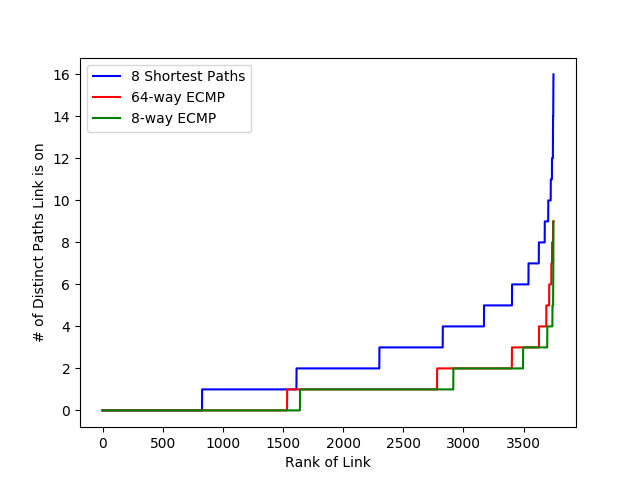 8 Shortest Paths
64-way ECMP
8-way ECMP
# of Distinct Paths Link is on
16
14
12
10
8
6
4
2
0
0 500 1000 1500 2000 2500 3000 3500
Rank of Link